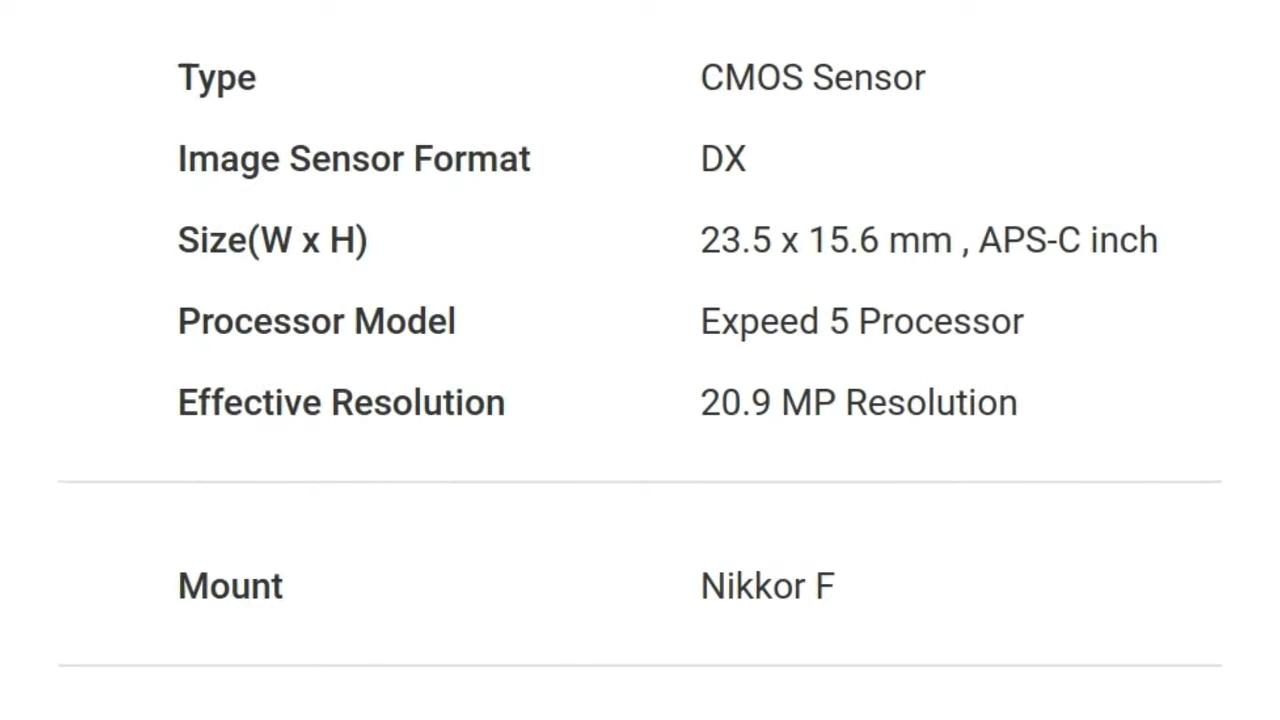 Type CMOS Sensor
Image Sensor Format DX
Size(W x H) 23.5 x 15.6 mm , APS-C inch
Processor Model Expeed 5 Processor
Effective Resolution 20.9 MP Resolution
Mount Nikkor F